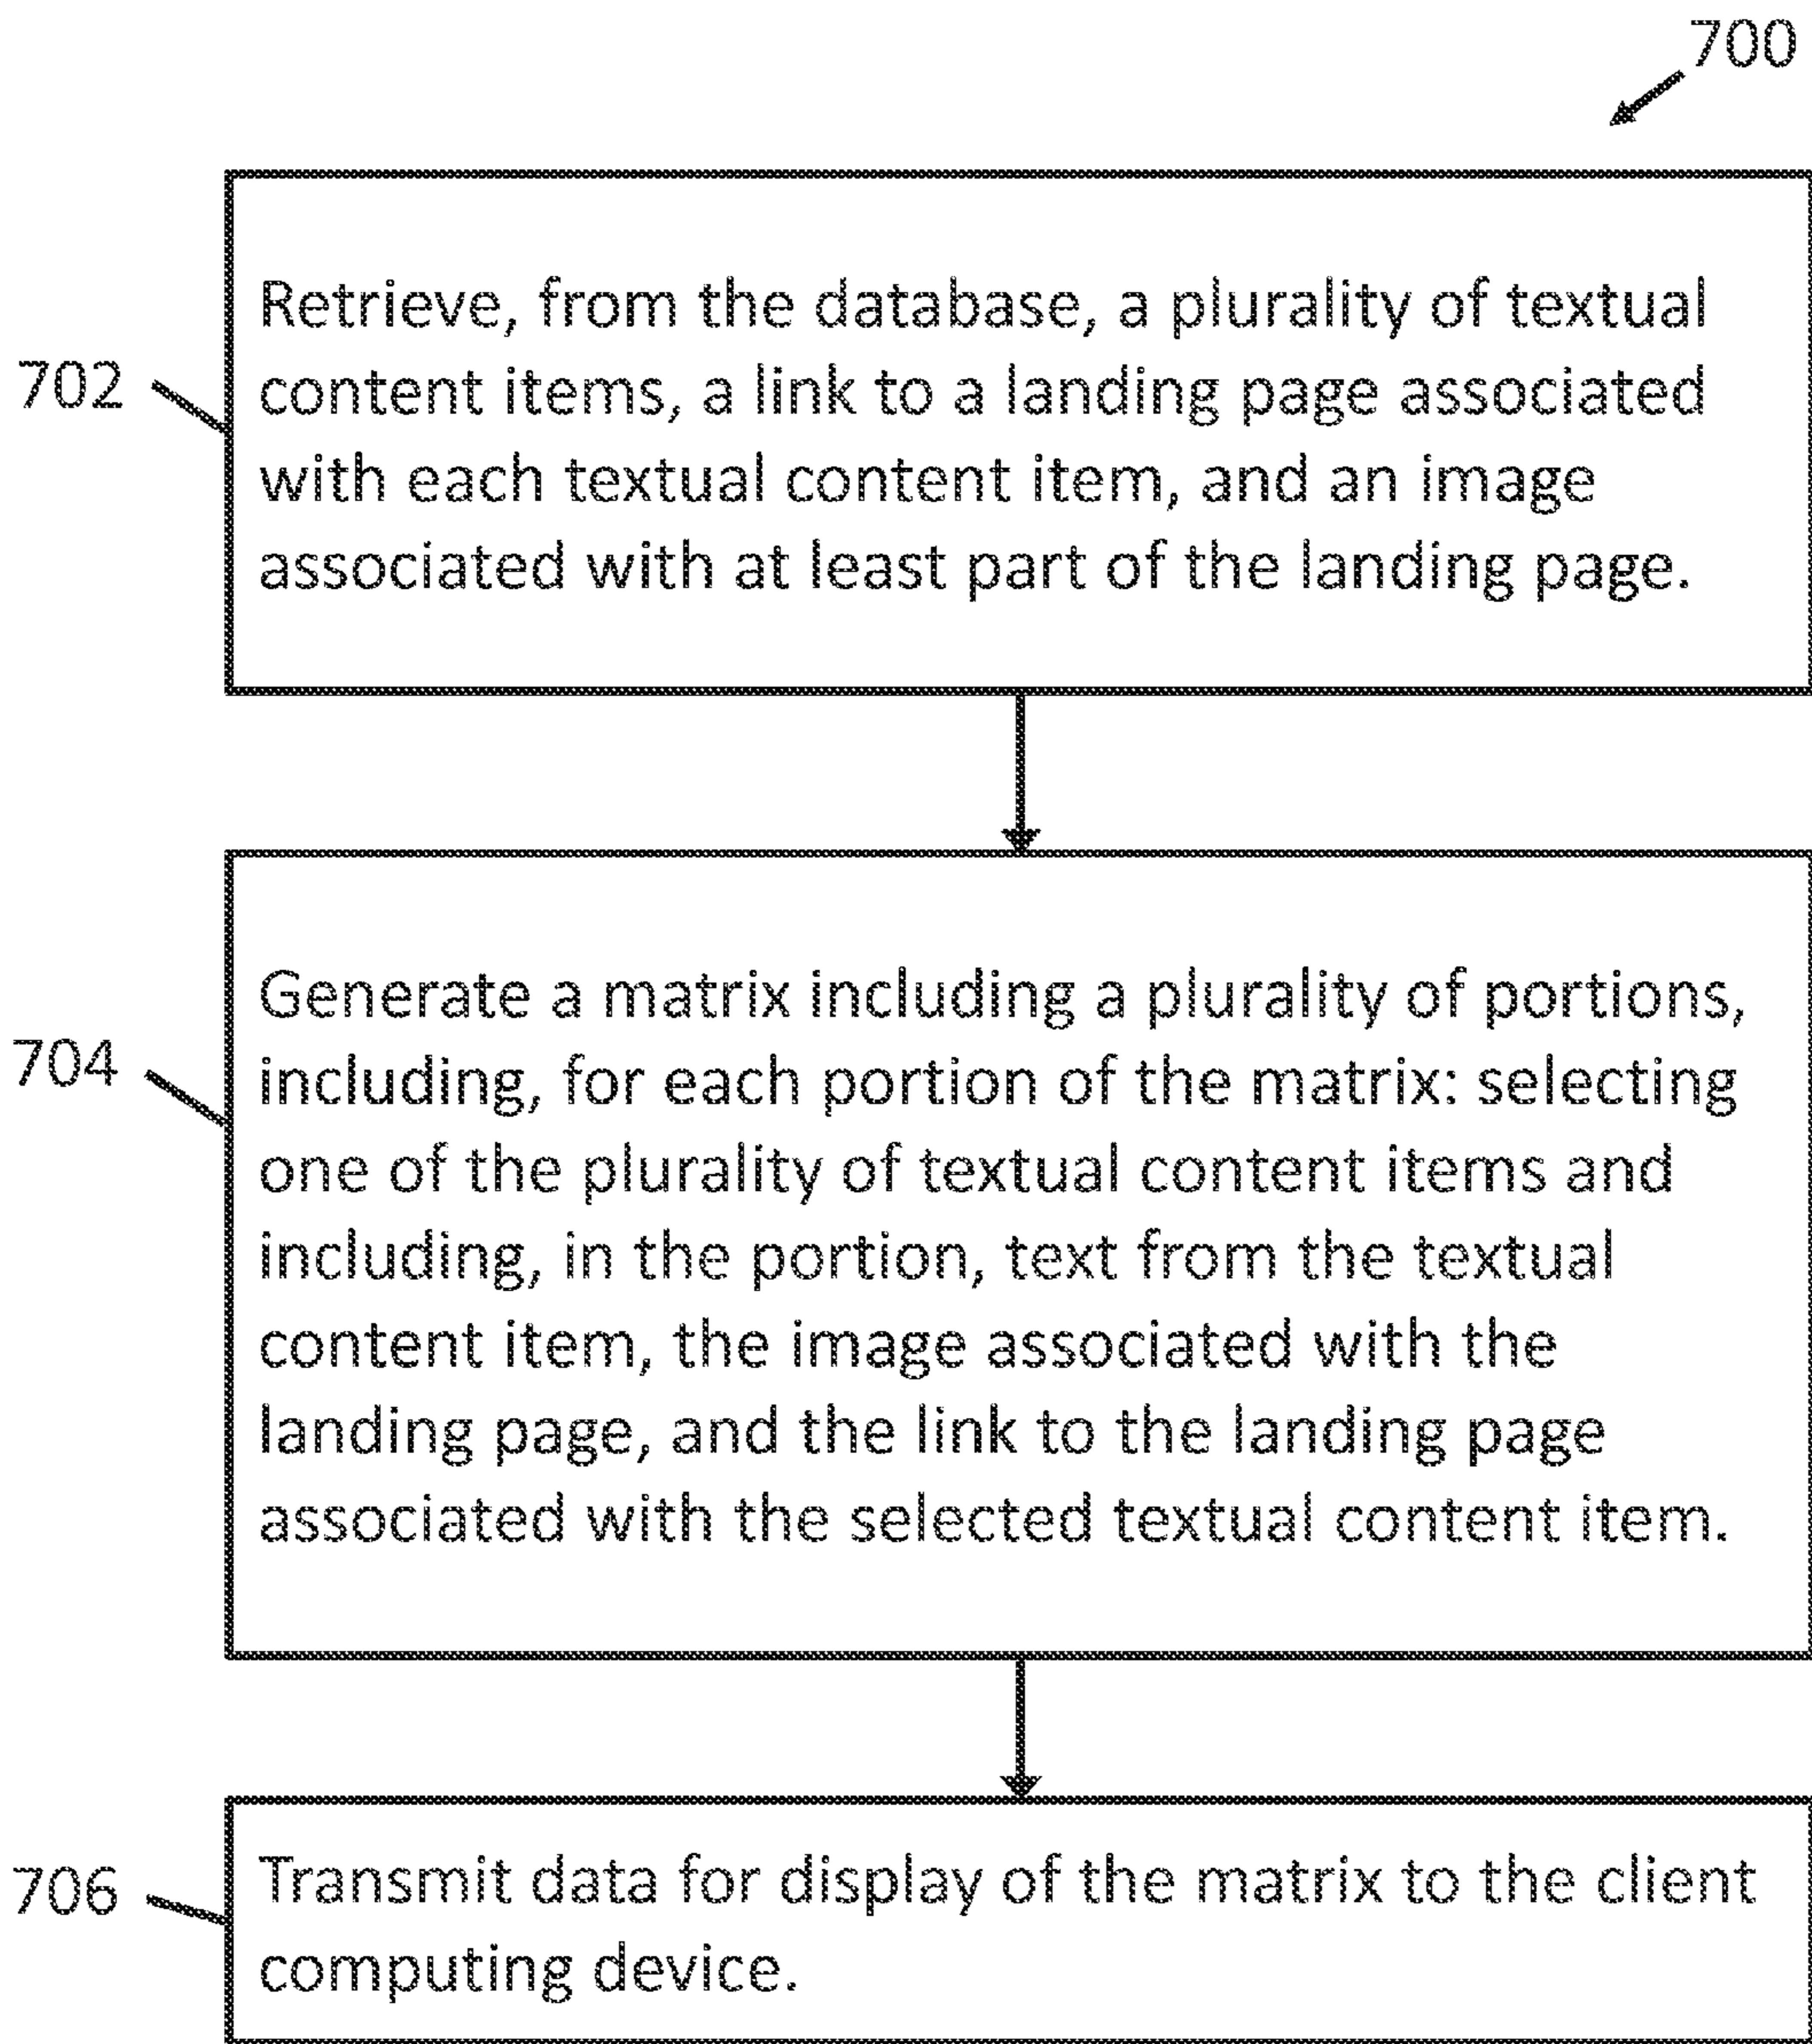 700
702
Retrieve, from the database, a plurality of textual
content items, a link to a landing page associated
with each textual content item, and an image
associated with at least part of the landing page.
704
Generate a matrix including a plurality of portions,
including, for each portion of the matrix: selecting
one of the plurality of textual content items and
including, in the portion, text from the textual
content item, the image associated with the
landing page, and the link to the landing page
associated with the selected textual content item.
706
Transmit data for display of the matrix to the client
computing device.